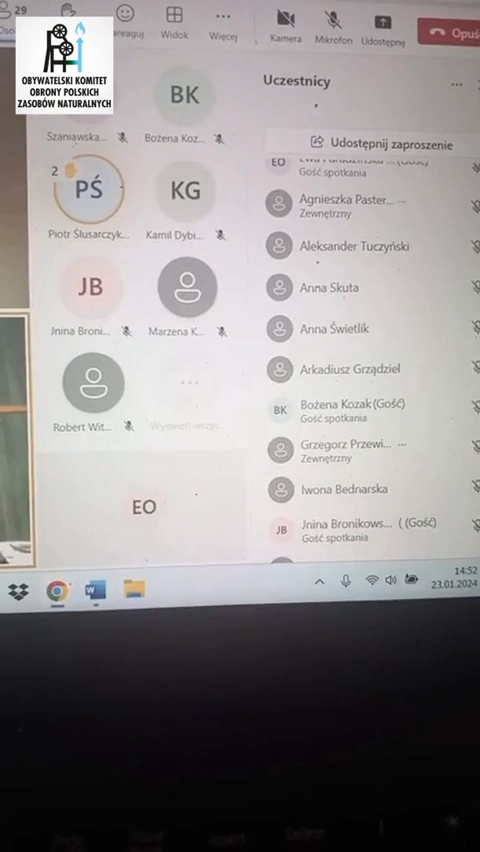 29
Reaguj
Widok
Więcej
Kamera
Mikrofon
Udostępnij
OBYWATELSKI KOMITET
OBRONY POLSKICH
ZASOBÓW NATURALNYCH
BK
Szaniawska...
Bożena Koz...
2
PŚ
KG
Piotr Ślusarczyk...
Kamil Dybi...
JB
Jnina Broni...
Marzena K...
Robert Wit...
EO
Uczestnicy
...
Udostępnij zaproszenie
EO
Gość spotkania
Agnieszka Paster... ...
Zewnętrzny
Aleksander Tuczyński
Anna Skuta
Anna Świetlik
Arkadiusz Grządziel
BK
Bożena Kozak (Gość)
Gość spotkania
Grzegorz Przewi... ...
Zewnętrzny
Iwona Bednarska
JB
Jnina Bronikows... ( (Gość)
Gość spotkania
14:52
23.01.2024
Delete